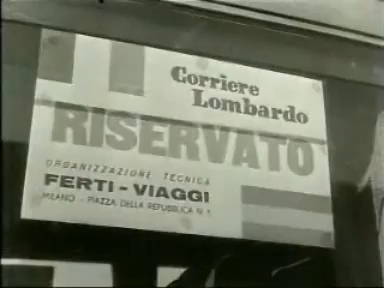 Corriere
Lombardo
RISERVATO
ORGANIZZAZIONE TECNICA
FERTI - VIAGGI
MILANO - PIAZZA DELLA REPUBBLICA N. 1